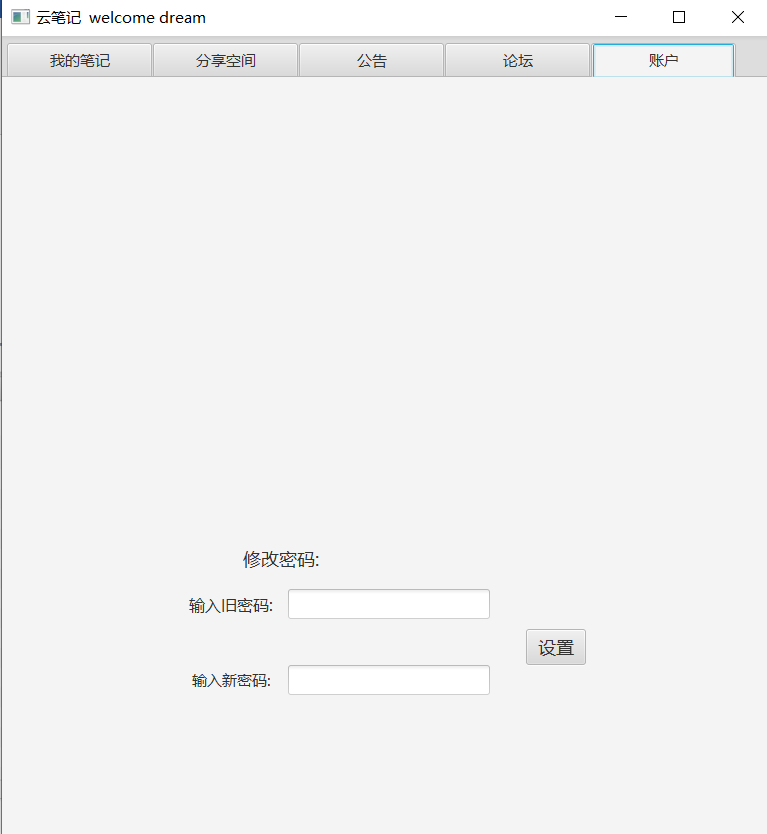 云笔记  welcome dream
我的笔记 分享空间 公告 论坛 账户
修改密码:
输入旧密码:
设置
输入新密码: